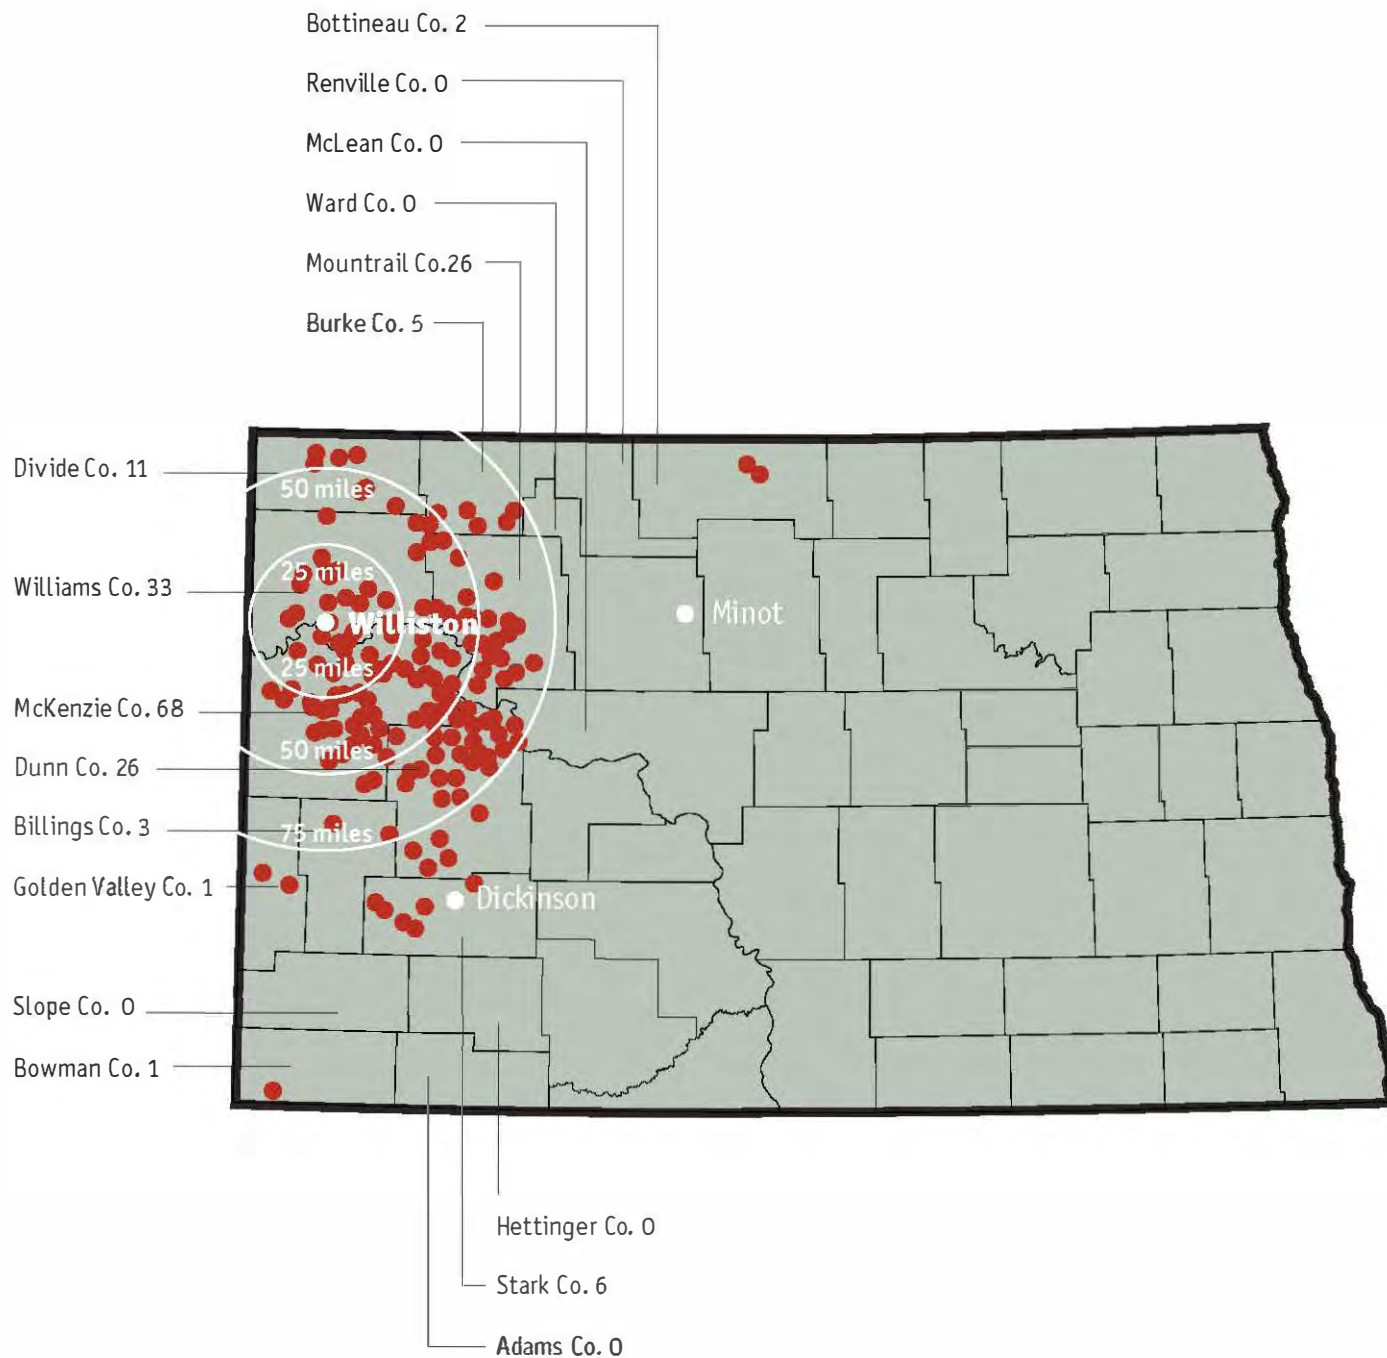 Bottineau Co. 2
Renville Co. 0
McLean Co. 0
Ward Co. 0
Mountrail Co.26
Burke Co. 5
Divide Co. 11
50 miles
25 miles
Williams Co. 33
Williston
Minot
25 miles
McKenzie Co. 68
50 miles
Dunn Co. 26
Billings Co. 3
75 miles
Golden Valley Co. 1
Dickinson
Slope Co. 0
Bowman Co. 1
Hettinger Co. 0
Stark Co. 6
Adams Co. 0